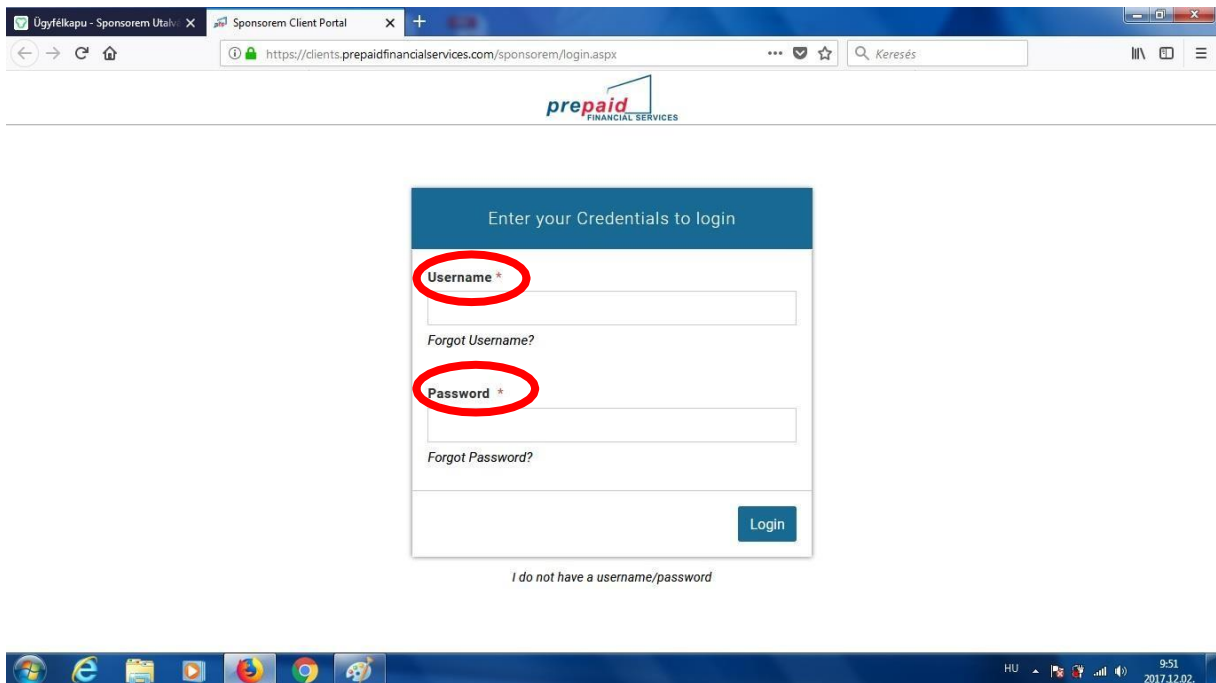 Ügyfélkapu - Sponsorem Utalv
Sponsorem Client Portal
https://clients.prepaidfinancialservices.com/sponsorem/login.aspx
Keresés
prepaid
FINANCIAL SERVICES
Enter your Credentials to login
Username *
Forgot Username?
Password *
Forgot Password?
Login
I do not have a username/password
HU
9:51
2017.12.02.